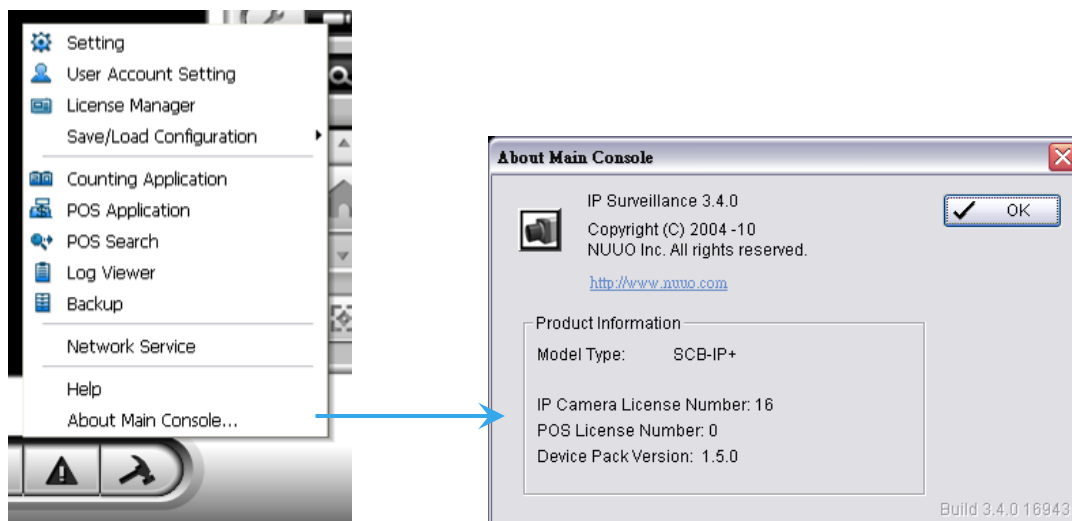 Setting
User Account Setting
License Manager
Save/Load Configuration
Counting Application
POS Application
POS Search
Log Viewer
Backup
Network Service
Help
About Main Console...
About Main Console
IP Surveillance 3.4.0
Copyright (C) 2004 -10
NUUO Inc. All rights reserved.
http://www.nuuo.com
OK
Product Information
Model Type: SCB-IP+
IP Camera License Number: 16
POS License Number: 0
Device Pack Version: 1.5.0
Build 3.4.0 16943